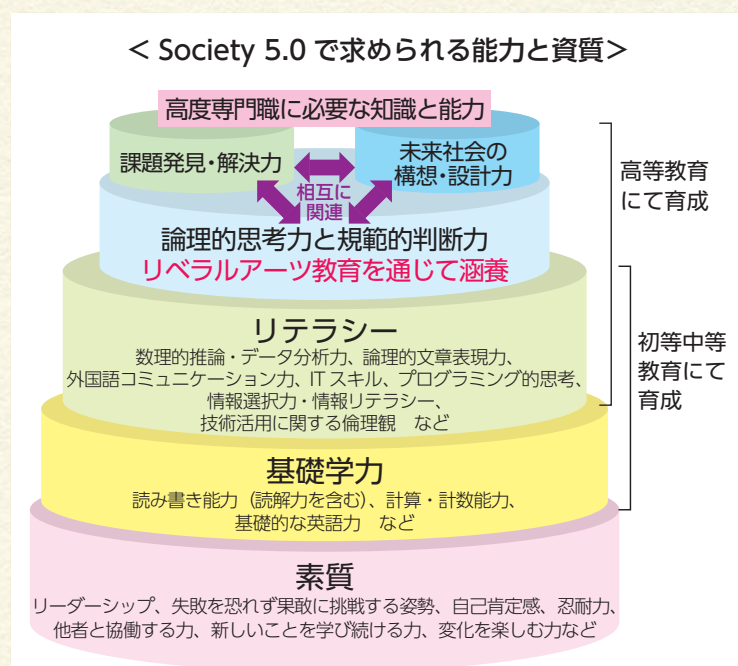 ＜ Society 5.0 で求められる能力と資質＞
高度専門職に必要な知識と能力
課題発見・解決力
未来社会の
構想・設計力
相互に
関連
論理的思考力と規範的判断力
リベラルアーツ教育を通じて涵養
高等教育
にて育成
リテラシー
数理的推論・データ分析力、論理的文章表現力、
外国語コミュニケーション力、IT スキル、プログラミング的思考、
情報選択力・情報リテラシー、
技術活用に関する倫理観　など
初等中等
教育にて
育成
基礎学力
読み書き能力（読解力を含む）、計算・計数能力、
基礎的な英語力　など
素質
リーダーシップ、失敗を恐れず果敢に挑戦する姿勢、自己肯定感、忍耐力、
他者と協働する力、新しいことを学び続ける力、変化を楽しむ力など